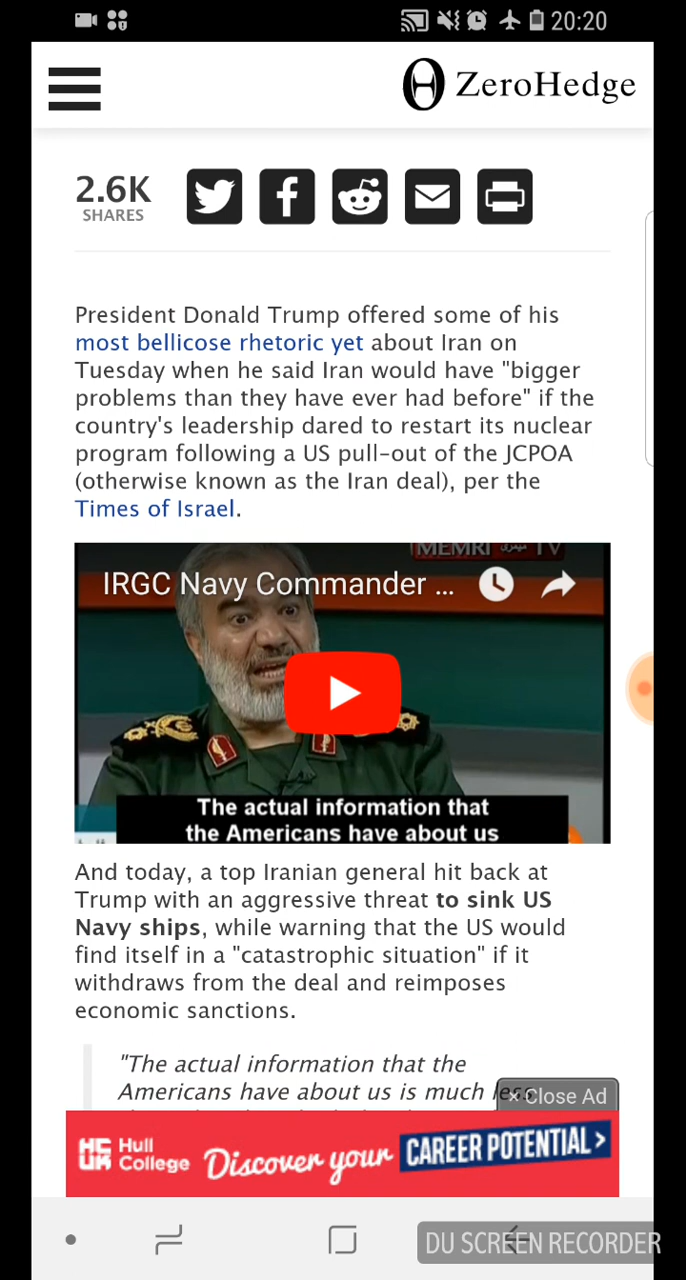 20:20
ZeroHedge
2.6K
SHARES
President Donald Trump offered some of his
most bellicose rhetoric yet about Iran on
Tuesday when he said Iran would have "bigger
problems than they have ever had before" if the
country's leadership dared to restart its nuclear
program following a US pull-out of the JCPOA
(otherwise known as the Iran deal), per the
Times of Israel.
MEMRI TV
IRGC Navy Commander ...
The actual information that
the Americans have about us
And today, a top Iranian general hit back at
Trump with an aggressive threat to sink US
Navy ships, while warning that the US would
find itself in a "catastrophic situation" if it
withdraws from the deal and reimposes
economic sanctions.
"The actual information that the
Americans have about us is much less
× Close Ad
HC
UK
Hull
College
Discover your
CAREER POTENTIAL >
DU SCREEN RECORDER